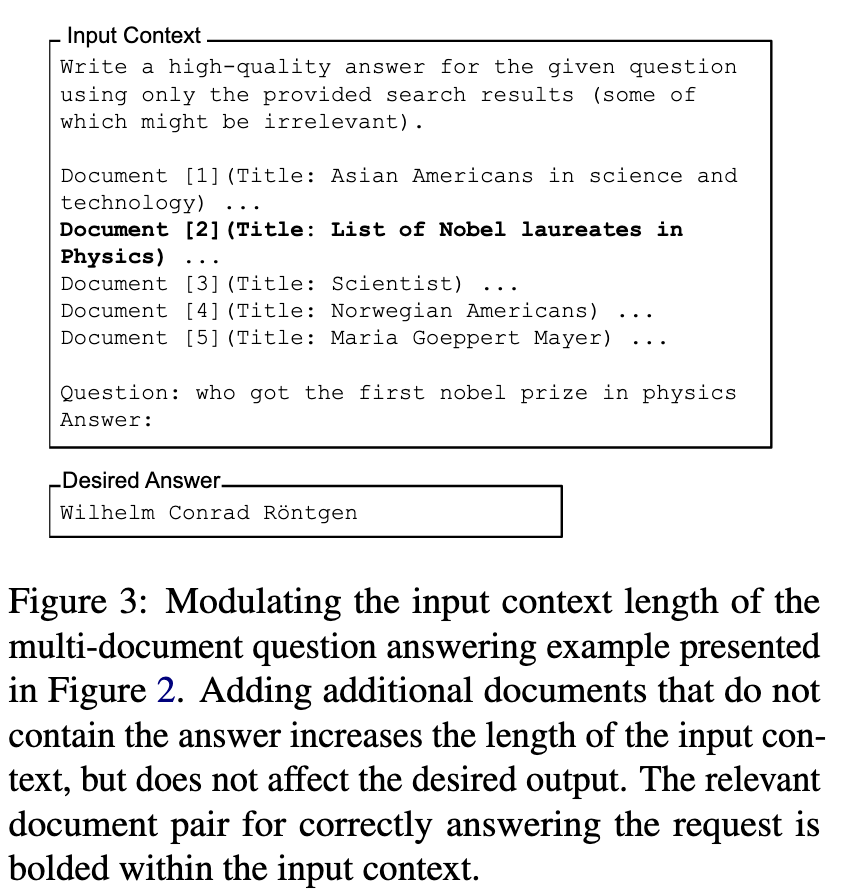 Input Context
Write a high-quality answer for the given question
using only the provided search results (some of
which might be irrelevant).
Document [1](Title: Asian Americans in science and
technology) ...
Document [2](Title: List of Nobel laureates in
Physics) ...
Document [3](Title: Scientist) ...
Document [4](Title: Norwegian Americans) ...
Document [5](Title: Maria Goeppert Mayer) ...
Question: who got the first nobel prize in physics
Answer:
Desired Answer
Wilhelm Conrad Röntgen
Figure 3: Modulating the input context length of the
multi-document question answering example presented
in Figure 2. Adding additional documents that do not
contain the answer increases the length of the input con-
text, but does not affect the desired output. The relevant
document pair for correctly answering the request is
bolded within the input context.